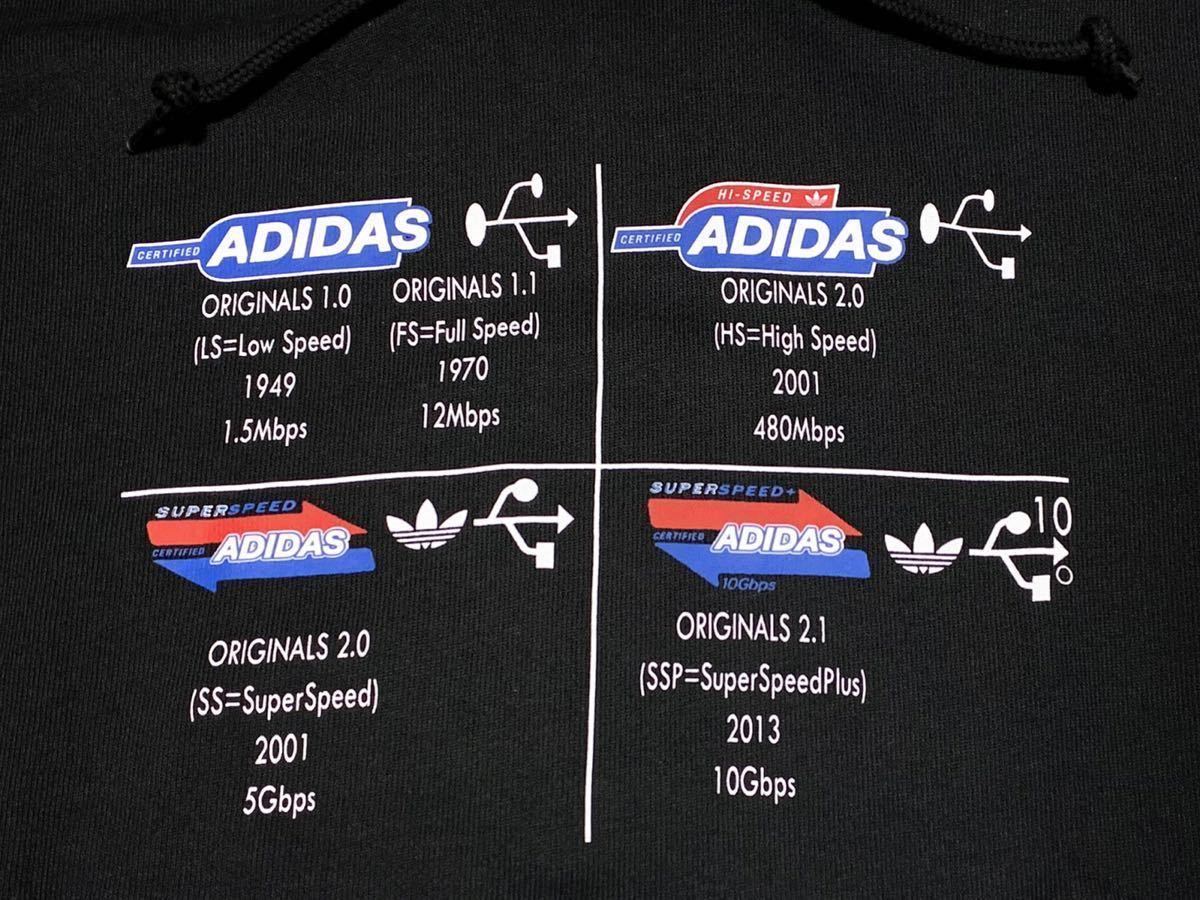 CERTIFIED ADIDAS
ORIGINALS 1.0
(LS=Low Speed)
1949
1.5Mbps
ORIGINALS 1.1
(FS=Full Speed)
1970
12Mbps
HI-SPEED
CERTIFIED ADIDAS
ORIGINALS 2.0
(HS=High Speed)
2001
480Mbps
SUPERSPEED
CERTIFIED ADIDAS
ORIGINALS 2.0
(SS=SuperSpeed)
2001
5Gbps
SUPERSPEED+
CERTIFIED ADIDAS
10Gbps
10
ORIGINALS 2.1
(SSP=SuperSpeedPlus)
2013
10Gbps